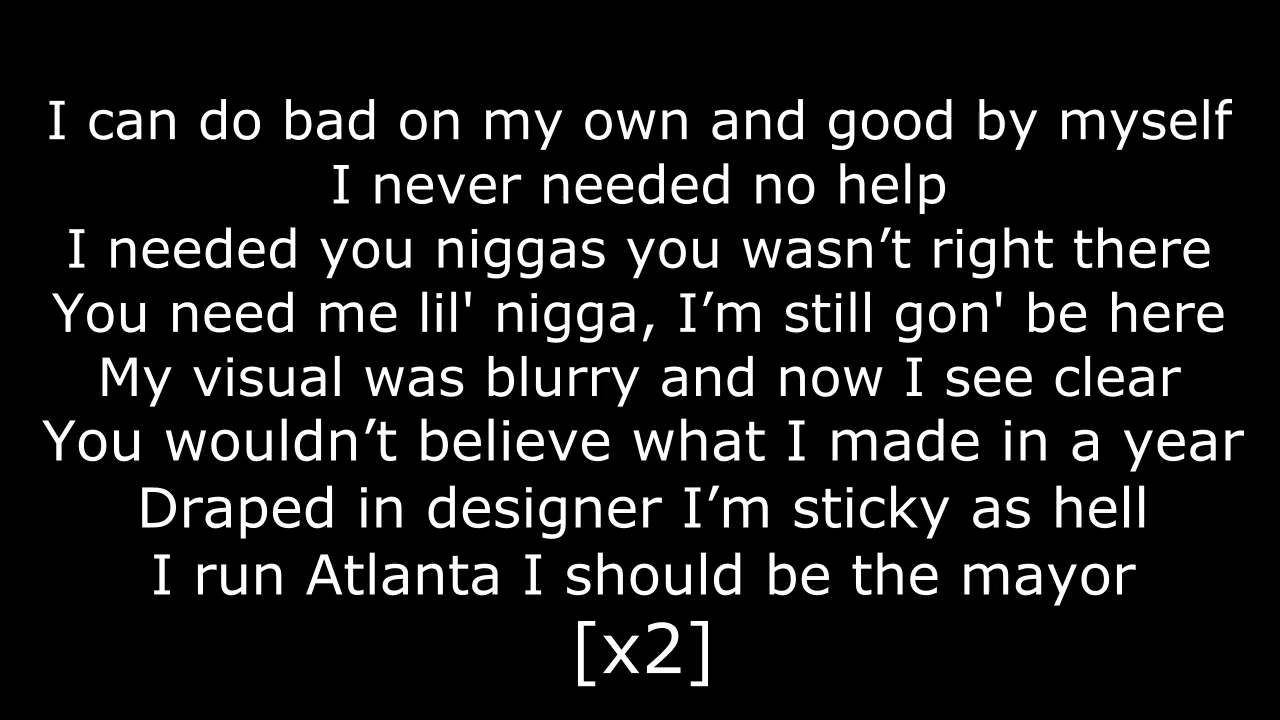 I can do bad on my own and good by myself
I never needed no help
I needed you niggas you wasn’t right there
You need me lil' nigga, I’m still gon' be here
My visual was blurry and now I see clear
You wouldn’t believe what I made in a year
Draped in designer I’m sticky as hell
I run Atlanta I should be the mayor
[x2]